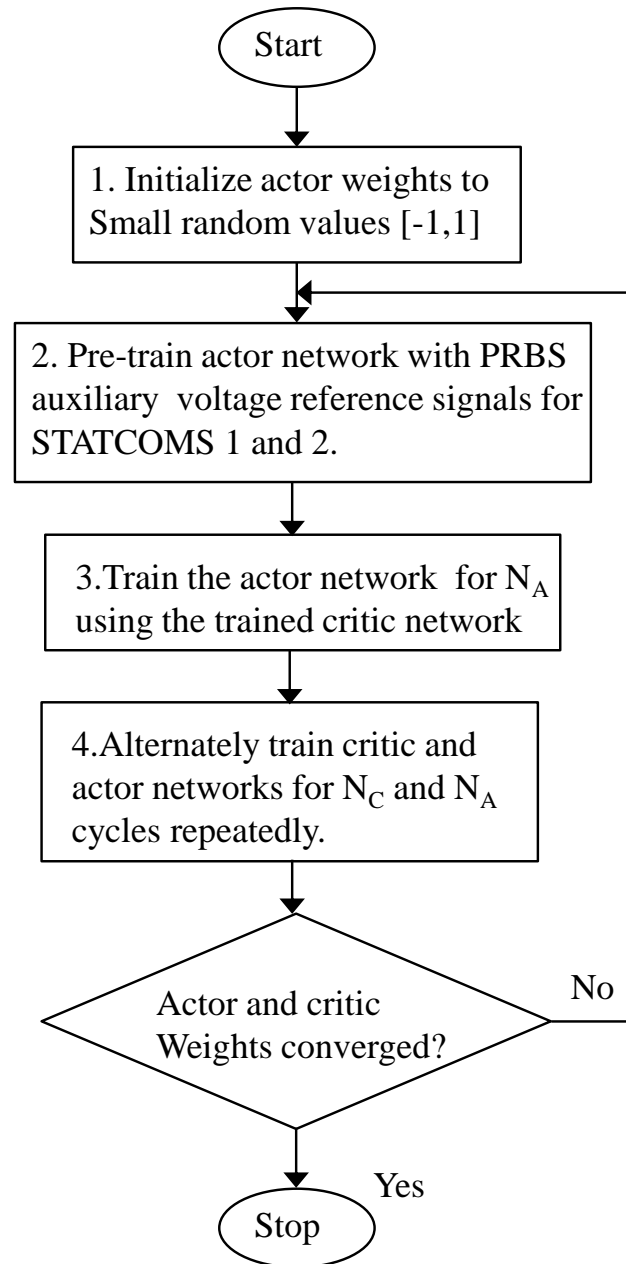 Start
1. Initialize actor weights to
Small random values [-1,1]
2. Pre-train actor network with PRBS
auxiliary voltage reference signals for
STATCOMS 1 and 2.
3.Train the actor network for N_A
using the trained critic network
4.Alternately train critic and
actor networks for N_C and N_A
cycles repeatedly.
Actor and critic
Weights converged?
No
Yes
Stop